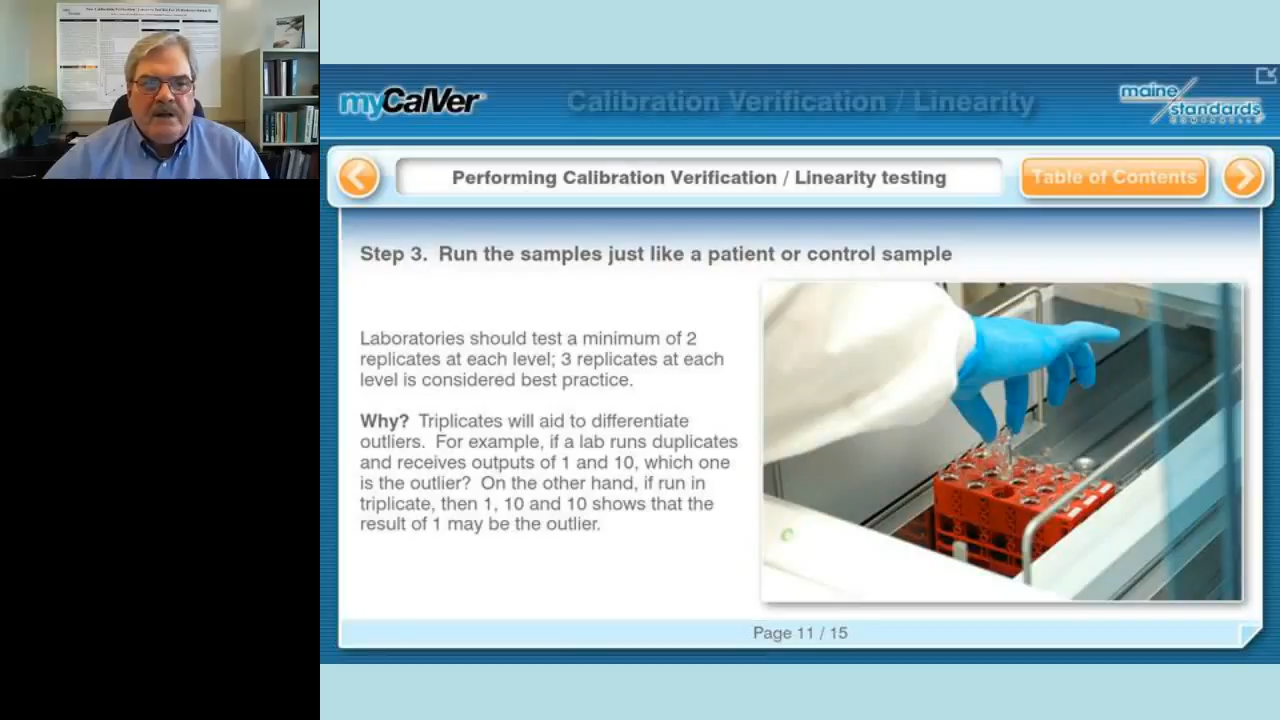 myCalVer
Calibration Verification / Linearity
maine
standards
COMPANY LLC
Performing Calibration Verification / Linearity testing
Table of Contents
Step 3. Run the samples just like a patient or control sample
Laboratories should test a minimum of 2
replicates at each level; 3 replicates at each
level is considered best practice.
Why? Triplicates will aid to differentiate
outliers. For example, if a lab runs duplicates
and receives outputs of 1 and 10, which one
is the outlier? On the other hand, if run in
triplicate, then 1, 10 and 10 shows that the
result of 1 may be the outlier.
Page 11 / 15